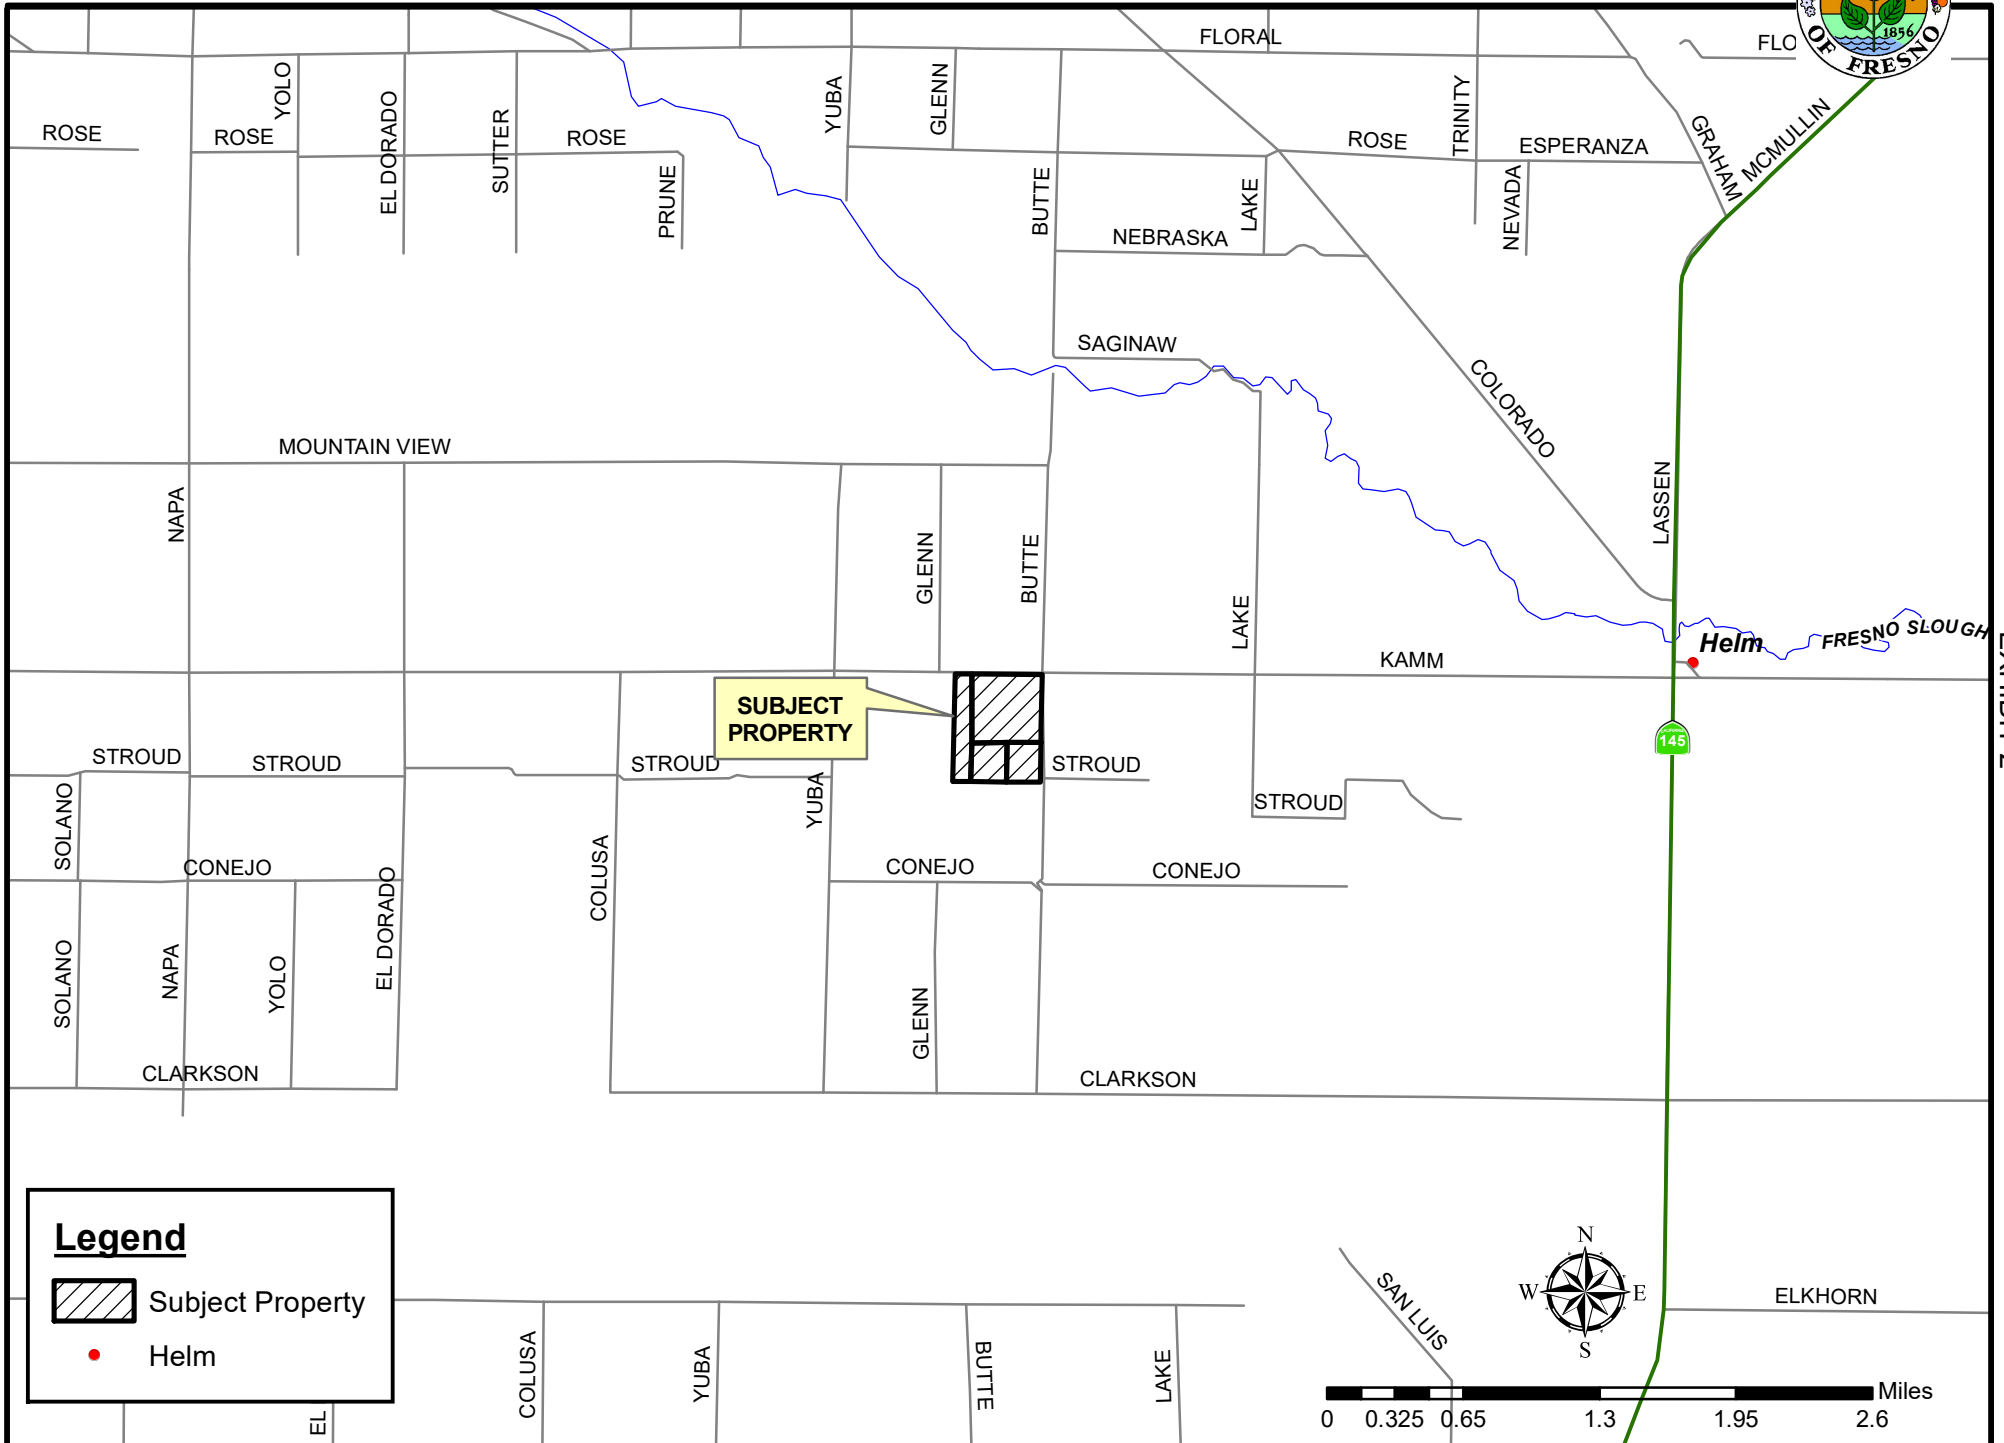 FLORAL
FLO
1856
OF FRESNO
YOLO
EL DORADO
SUTTER
YUBA
GLENN
TRINITY
GRAHAM
MCMULLIN
ROSE
ROSE
ROSE
ROSE
ESPERANZA
PRUNE
BUTTE
LAKE
NEVADA
NEBRASKA
SAGINAW
COLORADO
MOUNTAIN VIEW
NAPA
GLENN
BUTTE
LAKE
LASSEN
Helm
FRESNO SLOUGH
KAMM
SUBJECT
PROPERTY
145
STROUD
STROUD
STROUD
STROUD
STROUD
SOLANO
YUBA
COLUSA
CONEJO
CONEJO
CONEJO
EL DORADO
SOLANO
NAPA
YOLO
GLENN
CLARKSON
CLARKSON
Legend
Subject Property
Helm
N
W
E
S
SAN LUIS
ELKHORN
COLUSA
YUBA
BUTTE
LAKE
EL
Miles
0
0.325
0.65
1.3
1.95
2.6